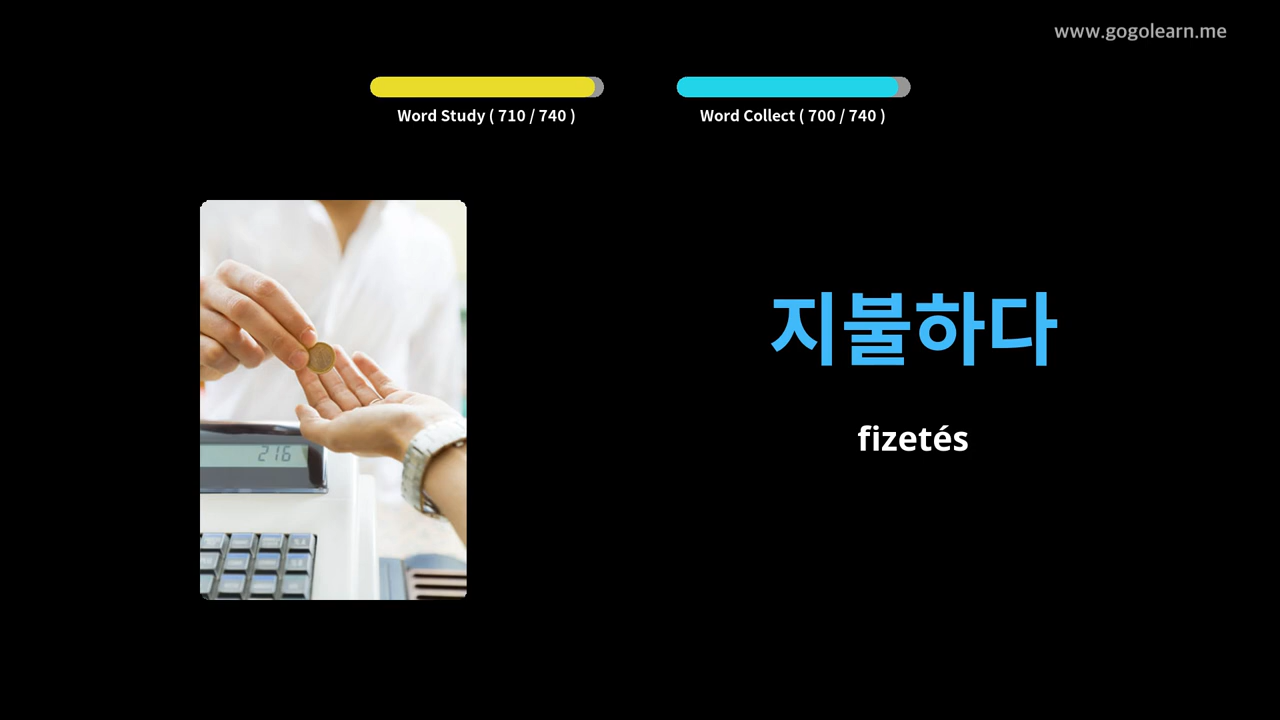 www.gogolearn.me
Word Study ( 710 / 740 )
Word Collect ( 700 / 740 )
지불하다
216
fizetés